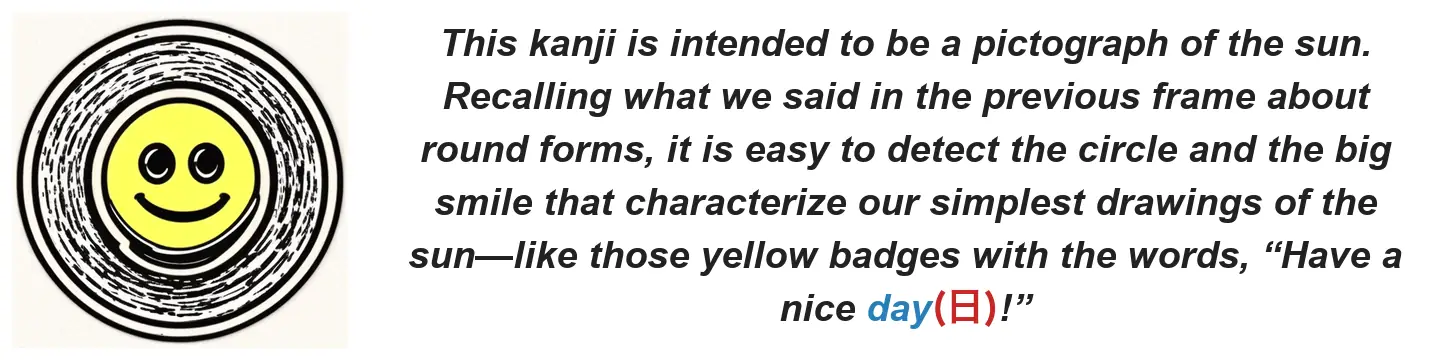 This kanji is intended to be a pictograph of the sun.
Recalling what we said in the previous frame about
round forms, it is easy to detect the circle and the big
smile that characterize our simplest drawings of the
sun—like those yellow badges with the words, “Have a
nice day(日)!”